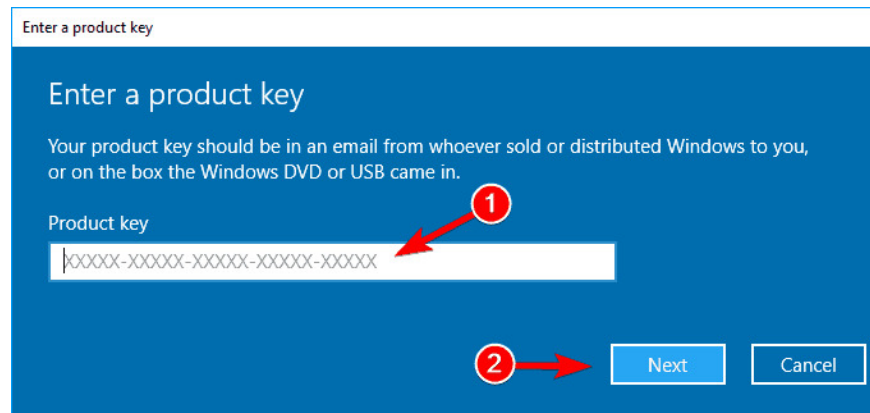 Enter a product key
Enter a product key
Your product key should be in an email from whoever sold or distributed Windows to you,
or on the box the Windows DVD or USB came in.
1
Product key
XXXXX-XXXXX-XXXXX-XXXXX-XXXXX
2
Next
Cancel